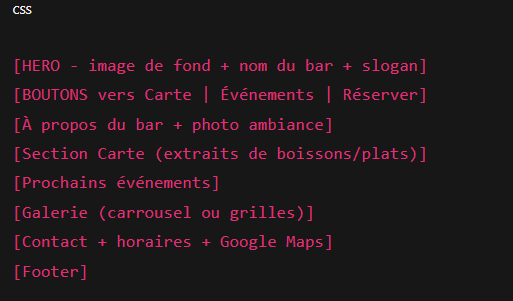 css
[HERO - image de fond + nom du bar + slogan]
[BOUTONS vers Carte | Événements | Réserver]
[À propos du bar + photo ambiance]
[Section Carte (extraits de boissons/plats)]
[Prochains événements]
[Galerie (carrousel ou grilles)]
[Contact + horaires + Google Maps]
[Footer]